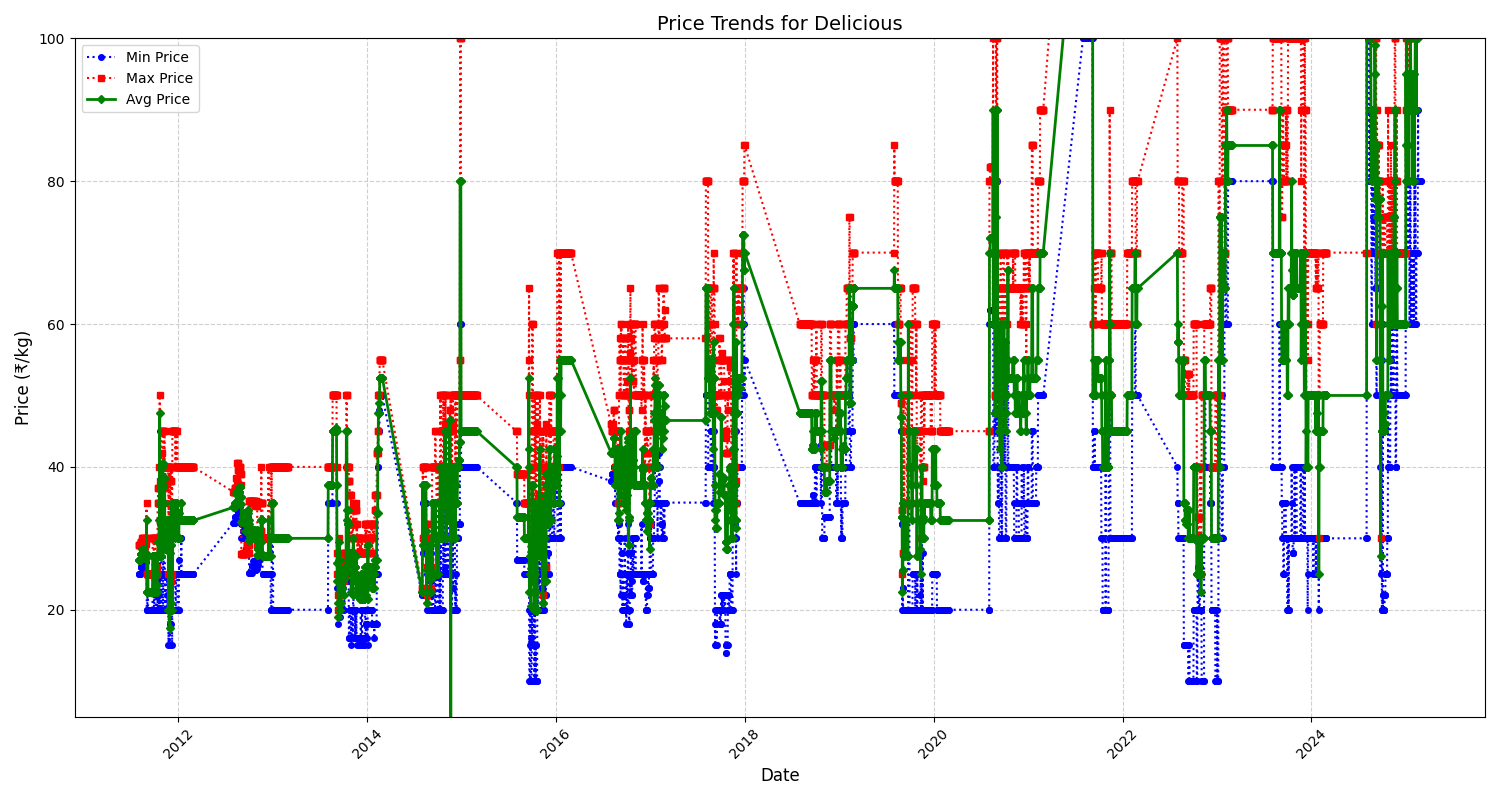 Price Trends for Delicious
Min Price
Max Price
Avg Price
Price (₹/kg)
100
80
60
40
20
2012
2014
2016
2018
2020
2022
2024
Date